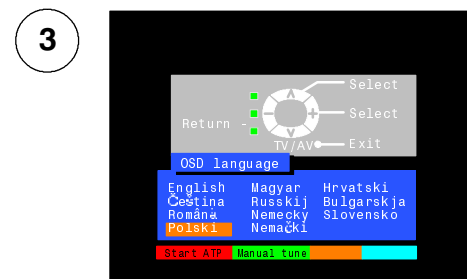 3
Select
Select
Return -
TV/AV Exit
OSD language
English Magyar Hrvatski
Čeština Russkij Bulgarskja
Română Nemecky Slovensko
Polski Nemački
Start ATP Manual tune